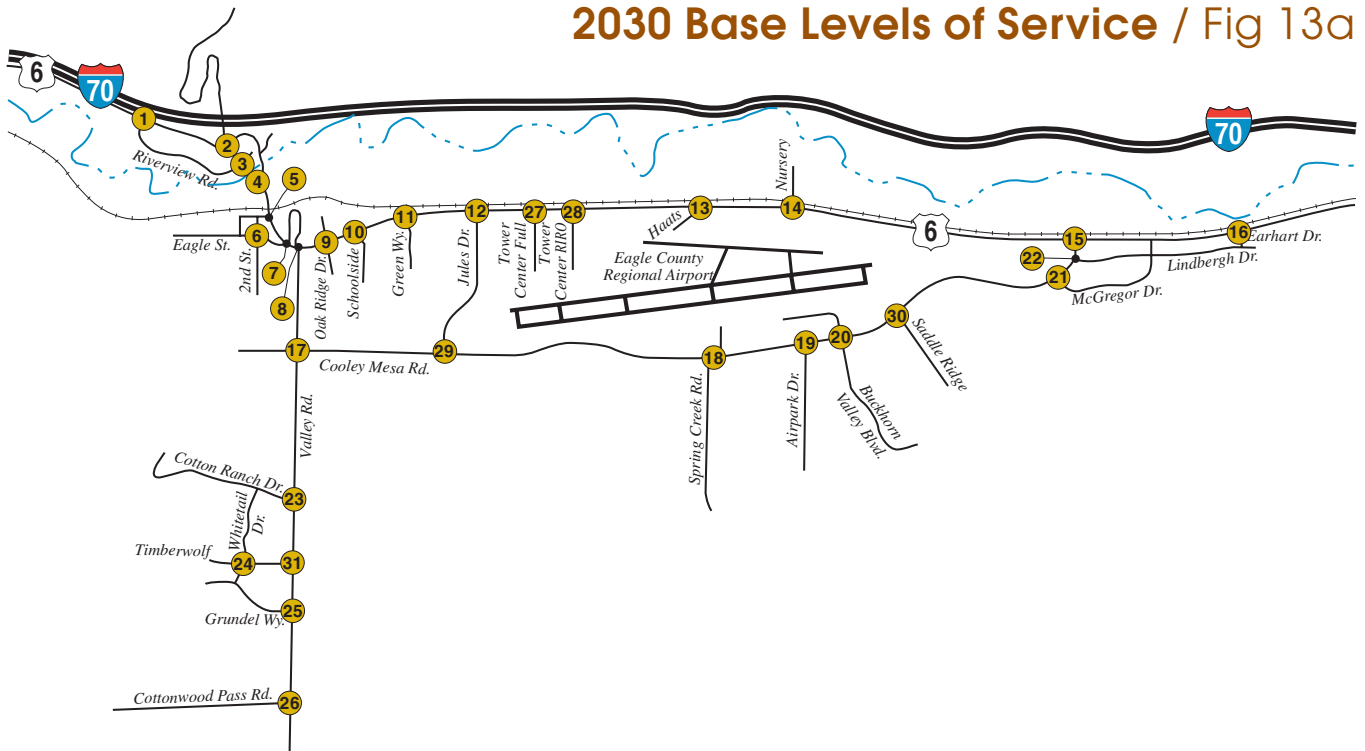 2030 Base Levels of Service / Fig 13a
6
70
70
1
2
3
4
5
Riverview Rd.
Nursery
6
Eagle St.
2nd St.
7
8
9
Oak Ridge Dr.
10
Schoolside
11
Green Wy.
12
Jules Dr.
27
Tower
Center Full
28
Tower
Center RIRO
13
Haats
14
6
Eagle County
Regional Airport
15
16
Earhart Dr.
22
21
Lindbergh Dr.
McGregor Dr.
17
Cooley Mesa Rd.
29
18
Spring Creek Rd.
19
Airpark Dr.
20
Buckhorn
Valley Blvd.
30
Saddle Ridge
Valley Rd.
Cotton Ranch Dr.
23
Whitetail
Dr.
Timberwolf
24
31
25
Grundel Wy.
Cottonwood Pass Rd.
26